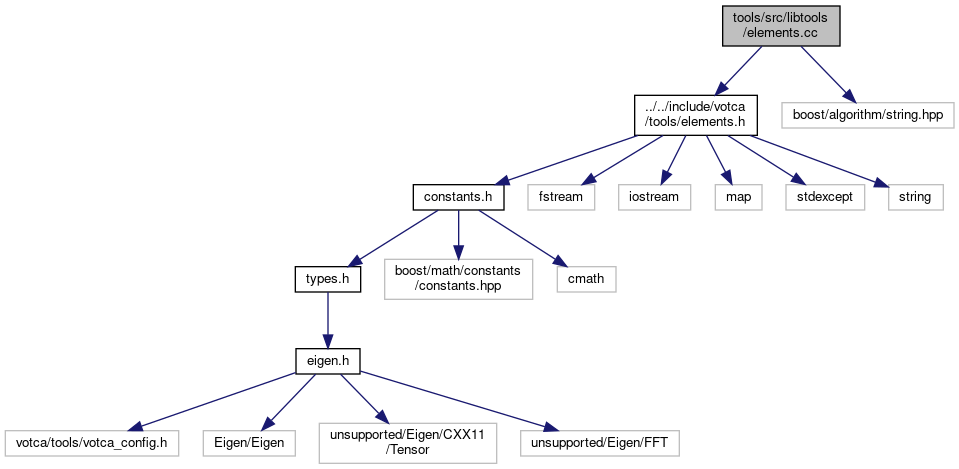 tools/src/libtools
/elements.cc
../../include/votca
/tools/elements.h
boost/algorithm/string.hpp
constants.h
fstream
iostream
map
stdexcept
string
types.h
boost/math/constants
/constants.hpp
cmath
eigen.h
votca/tools/votca_config.h
Eigen/Eigen
unsupported/Eigen/CXX11
/Tensor
unsupported/Eigen/FFT